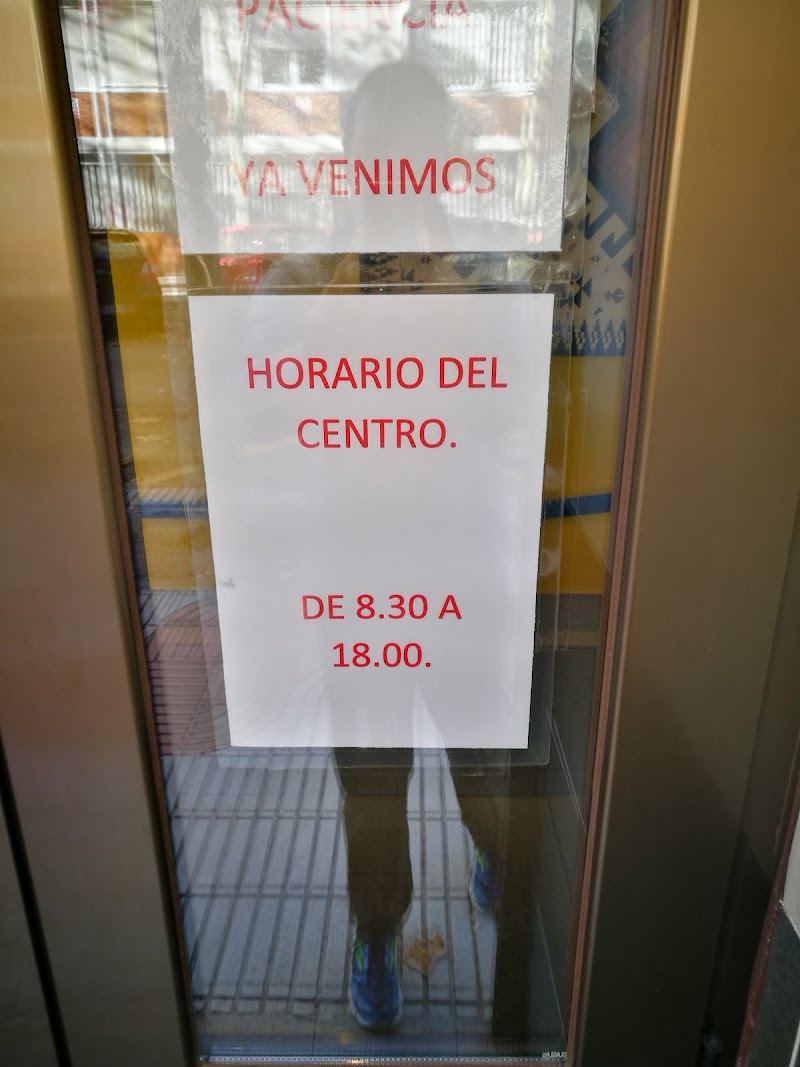 PACIENCIA
YA VENIMOS
HORARIO DEL
CENTRO.
DE 8.30 A
18.00.